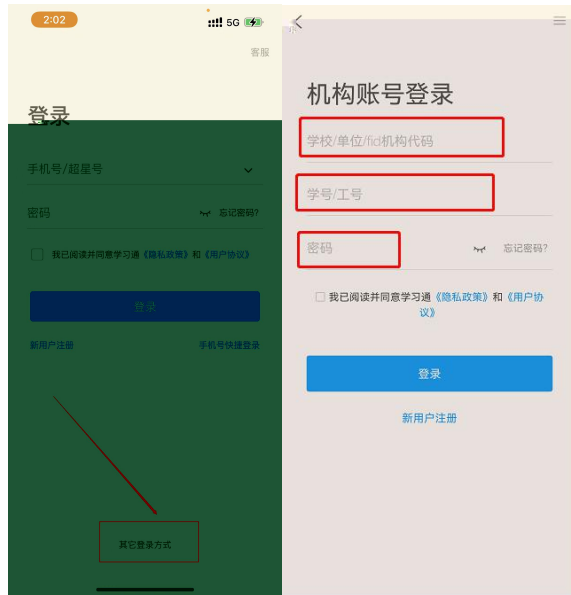 2:02
5G
客服
登录
手机号/超星号
密码
忘记密码?
我已阅读并同意学习通《隐私政策》和《用户协议》
登录
新用户注册
手机号快捷登录
其它登录方式
机构账号登录
学校/单位/fid机构代码
学号/工号
密码
忘记密码?
我已阅读并同意学习通《隐私政策》和《用户协
议》
登录
新用户注册